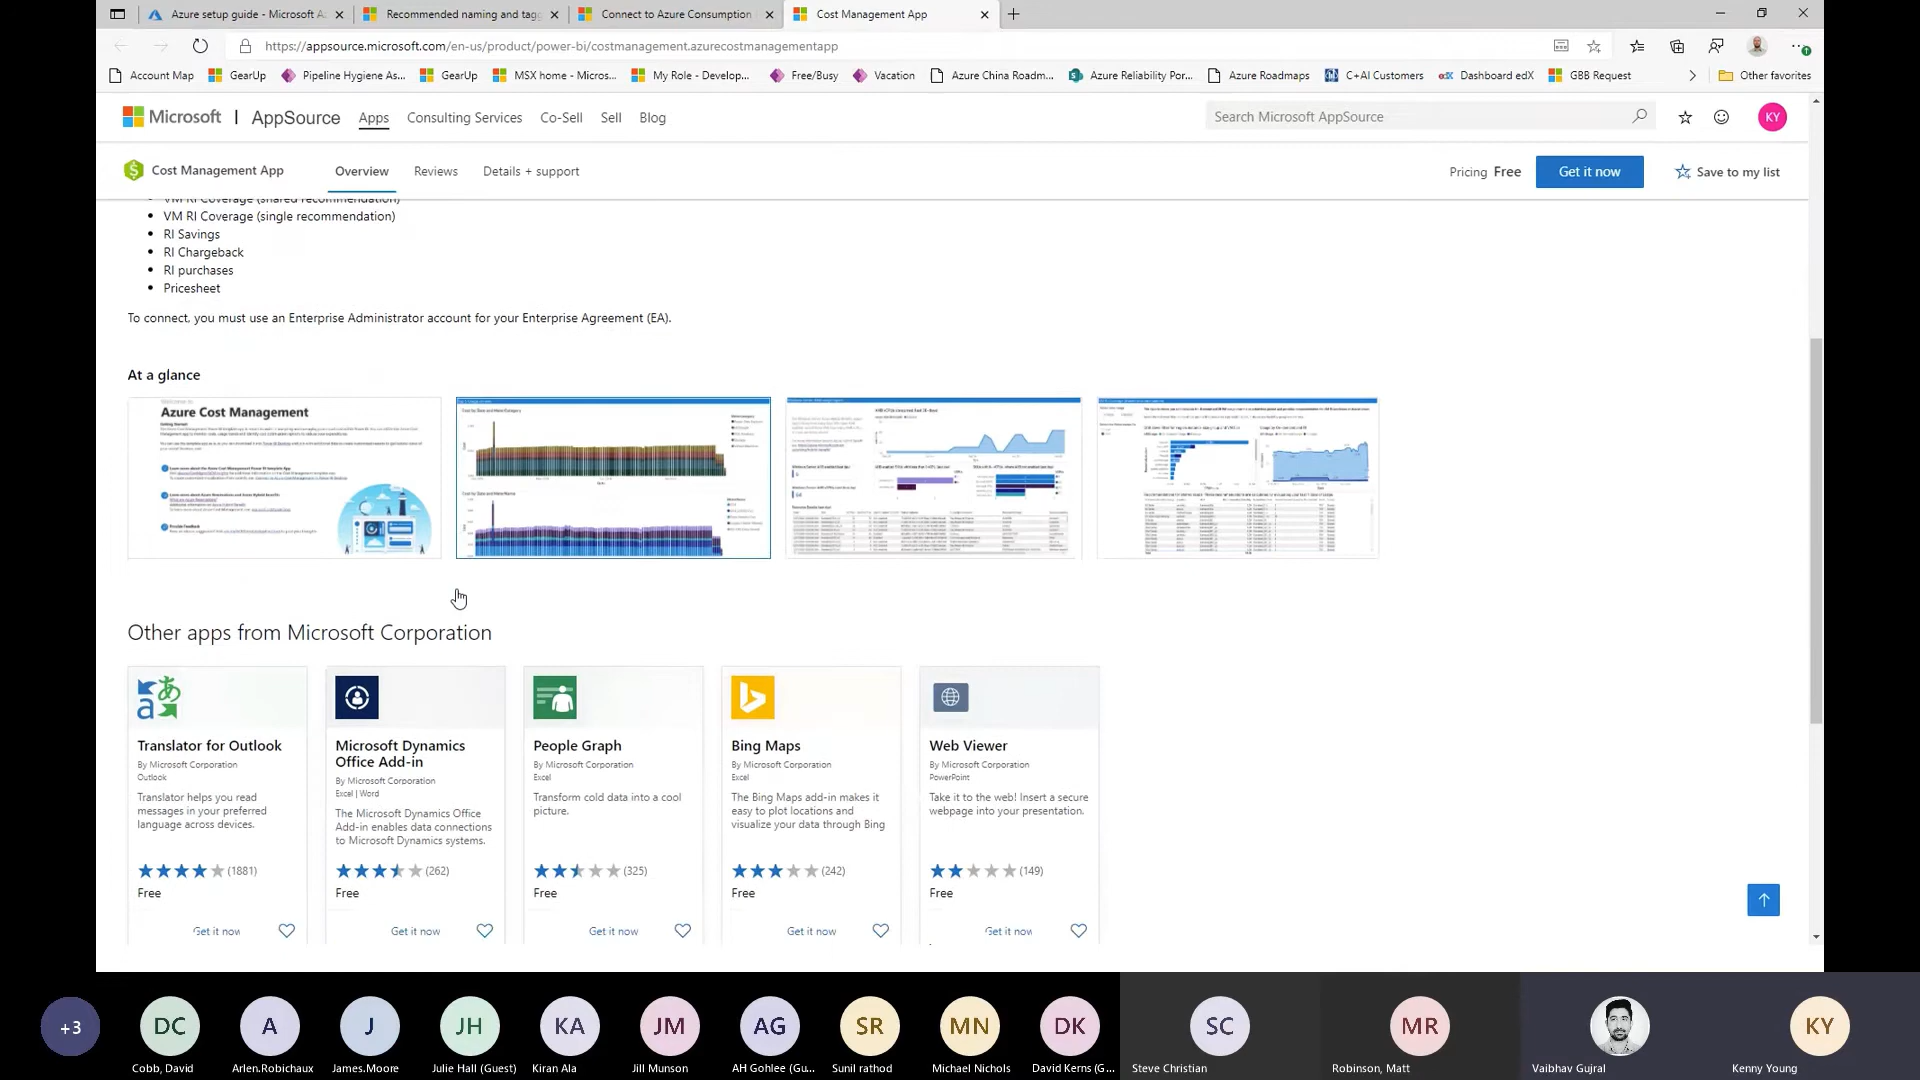 Azure setup guide - Microsoft A
Recommended naming and tagg
Connect to Azure Consumption
Cost Management App
https://appsource.microsoft.com/en-us/product/power-bi/costmanagement.azurecostmanagementapp
Account Map
GearUp
Pipeline Hygiene As...
GearUp
MSX home - Micros...
My Role - Develop...
Free/Busy
Vacation
Azure China Roadm...
Azure Reliability Por...
Azure Roadmaps
C+AI Customers
edX Dashboard edX
GBB Request
Other favorites
Microsoft | AppSource
Apps
Consulting Services
Co-Sell
Sell
Blog
Search Microsoft AppSource
KY
Cost Management App
Overview
Reviews
Details + support
Pricing Free
Get it now
Save to my list
VM RI Coverage (shared recommendation)
VM RI Coverage (single recommendation)
RI Savings
RI Chargeback
RI purchases
Pricesheet
To connect, you must use an Enterprise Administrator account for your Enterprise Agreement (EA).
At a glance
Azure Cost Management
Other apps from Microsoft Corporation
Translator for Outlook
By Microsoft Corporation
Outlook
Translator helps you read
messages in your preferred
language across devices.
(1881)
Free
Get it now
Microsoft Dynamics
Office Add-in
By Microsoft Corporation
Excel | Word
The Microsoft Dynamics Office
Add-in enables data connections
to Microsoft Dynamics systems.
(262)
Free
Get it now
People Graph
By Microsoft Corporation
Excel
Transform cold data into a cool
picture.
(325)
Free
Get it now
Bing Maps
By Microsoft Corporation
Excel
The Bing Maps add-in makes it
easy to plot locations and
visualize your data through Bing
(242)
Free
Get it now
Web Viewer
By Microsoft Corporation
PowerPoint
Take it to the web! Insert a secure
webpage into your presentation.
(149)
Free
Get it now
+3
DC
Cobb, David
A
Arlen.Robichaux
J
James.Moore
JH
Julie Hall (Guest)
KA
Kiran Ala
JM
Jill Munson
AG
AH Gohlee (Gu...
SR
Sunil rathod
MN
Michael Nichols
DK
David Kerns (G...
SC
Steve Christian
MR
Robinson, Matt
Vaibhav Gujral
KY
Kenny Young